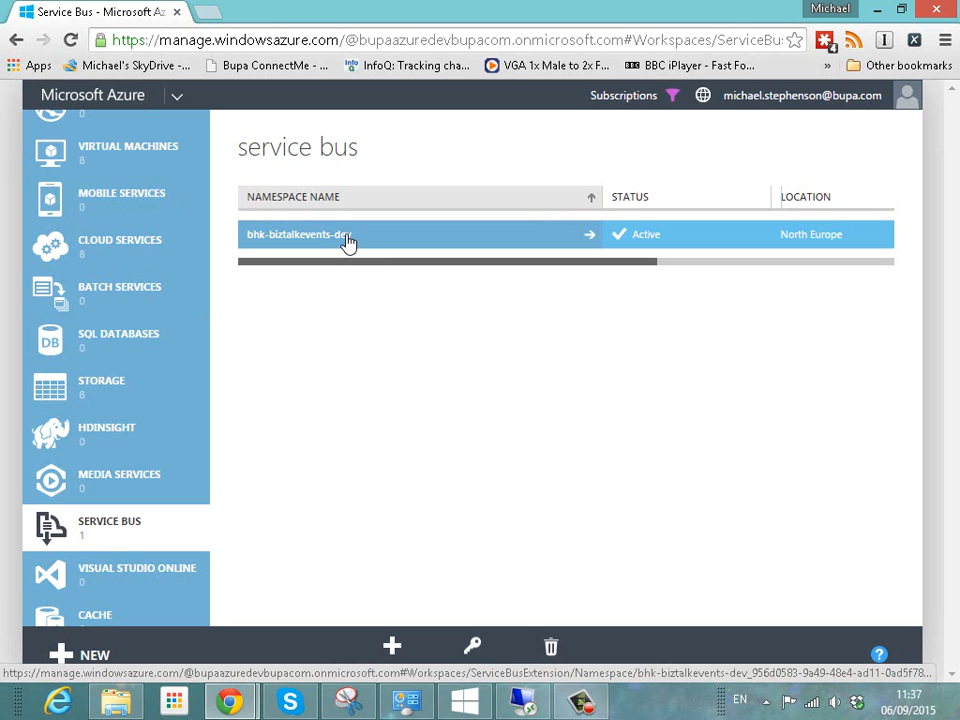 Service Bus - Microsoft Az
Michael
https://manage.windowsazure.com/@bupaazuredevbupacom.onmicrosoft.com#Workspaces/ServiceBu
Apps
Michael's SkyDrive -...
Bupa ConnectMe - ...
InfoQ: Tracking cha...
VGA 1x Male to 2x F...
BBC iPlayer - Fast Fo...
»
Other bookmarks
Microsoft Azure
Subscriptions
michael.stephenson@bupa.com
0
VIRTUAL MACHINES
8
MOBILE SERVICES
0
CLOUD SERVICES
8
BATCH SERVICES
0
SQL DATABASES
0
STORAGE
8
HDINSIGHT
0
MEDIA SERVICES
0
SERVICE BUS
1
VISUAL STUDIO ONLINE
0
CACHE
service bus
NAMESPACE NAME
STATUS
LOCATION
bhk-biztalkevents-dev
Active
North Europe
NEW
?
https://manage.windowsazure.com/@bupaazuredevbupacom.onmicrosoft.com#Workspaces/ServiceBusExtension/Namespace/bhk-biztalkevents-dev_956d0583-9a49-48e4-ad11-0ad5f78...
EN
11:37
06/09/2015